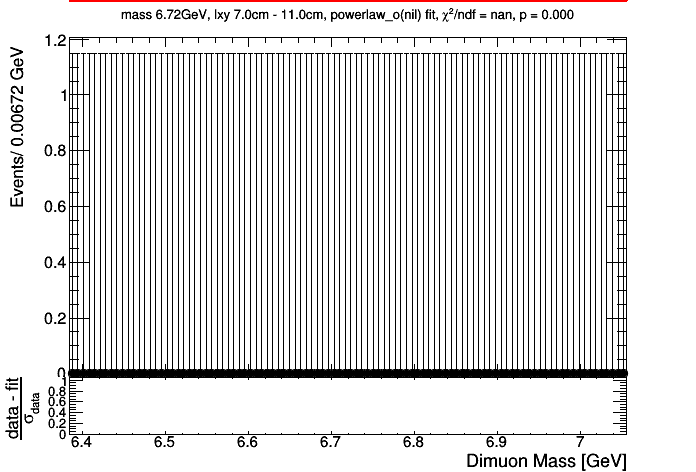 mass 6.72GeV, lxy 7.0cm - 11.0cm, powerlaw_o(nil) fit, χ²/ndf = nan, p = 0.000
Events/ 0.00672 GeV
1.2
1
0.8
0.6
0.4
0.2
0
data - fit
σdata
1
0.8
0.6
0.4
0.2
0
6.4 6.5 6.6 6.7 6.8 6.9 7
Dimuon Mass [GeV]